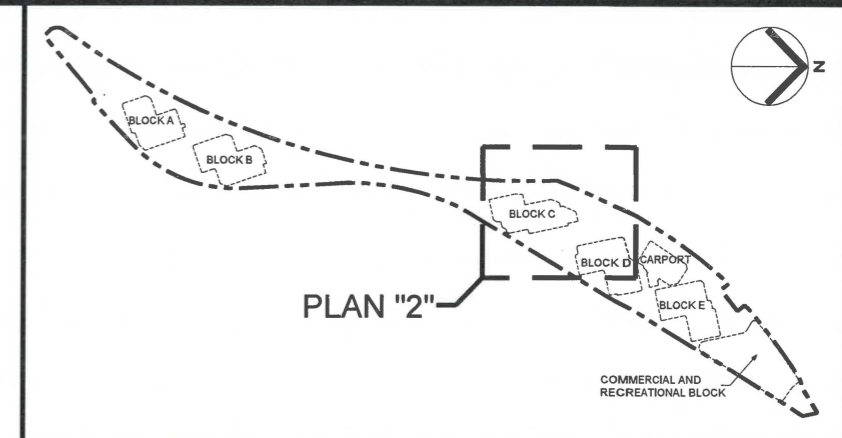 N
BLOCK A
BLOCK B
BLOCK C
BLOCK D
CARPORT
BLOCK E
PLAN "2"
COMMERCIAL AND
RECREATIONAL BLOCK